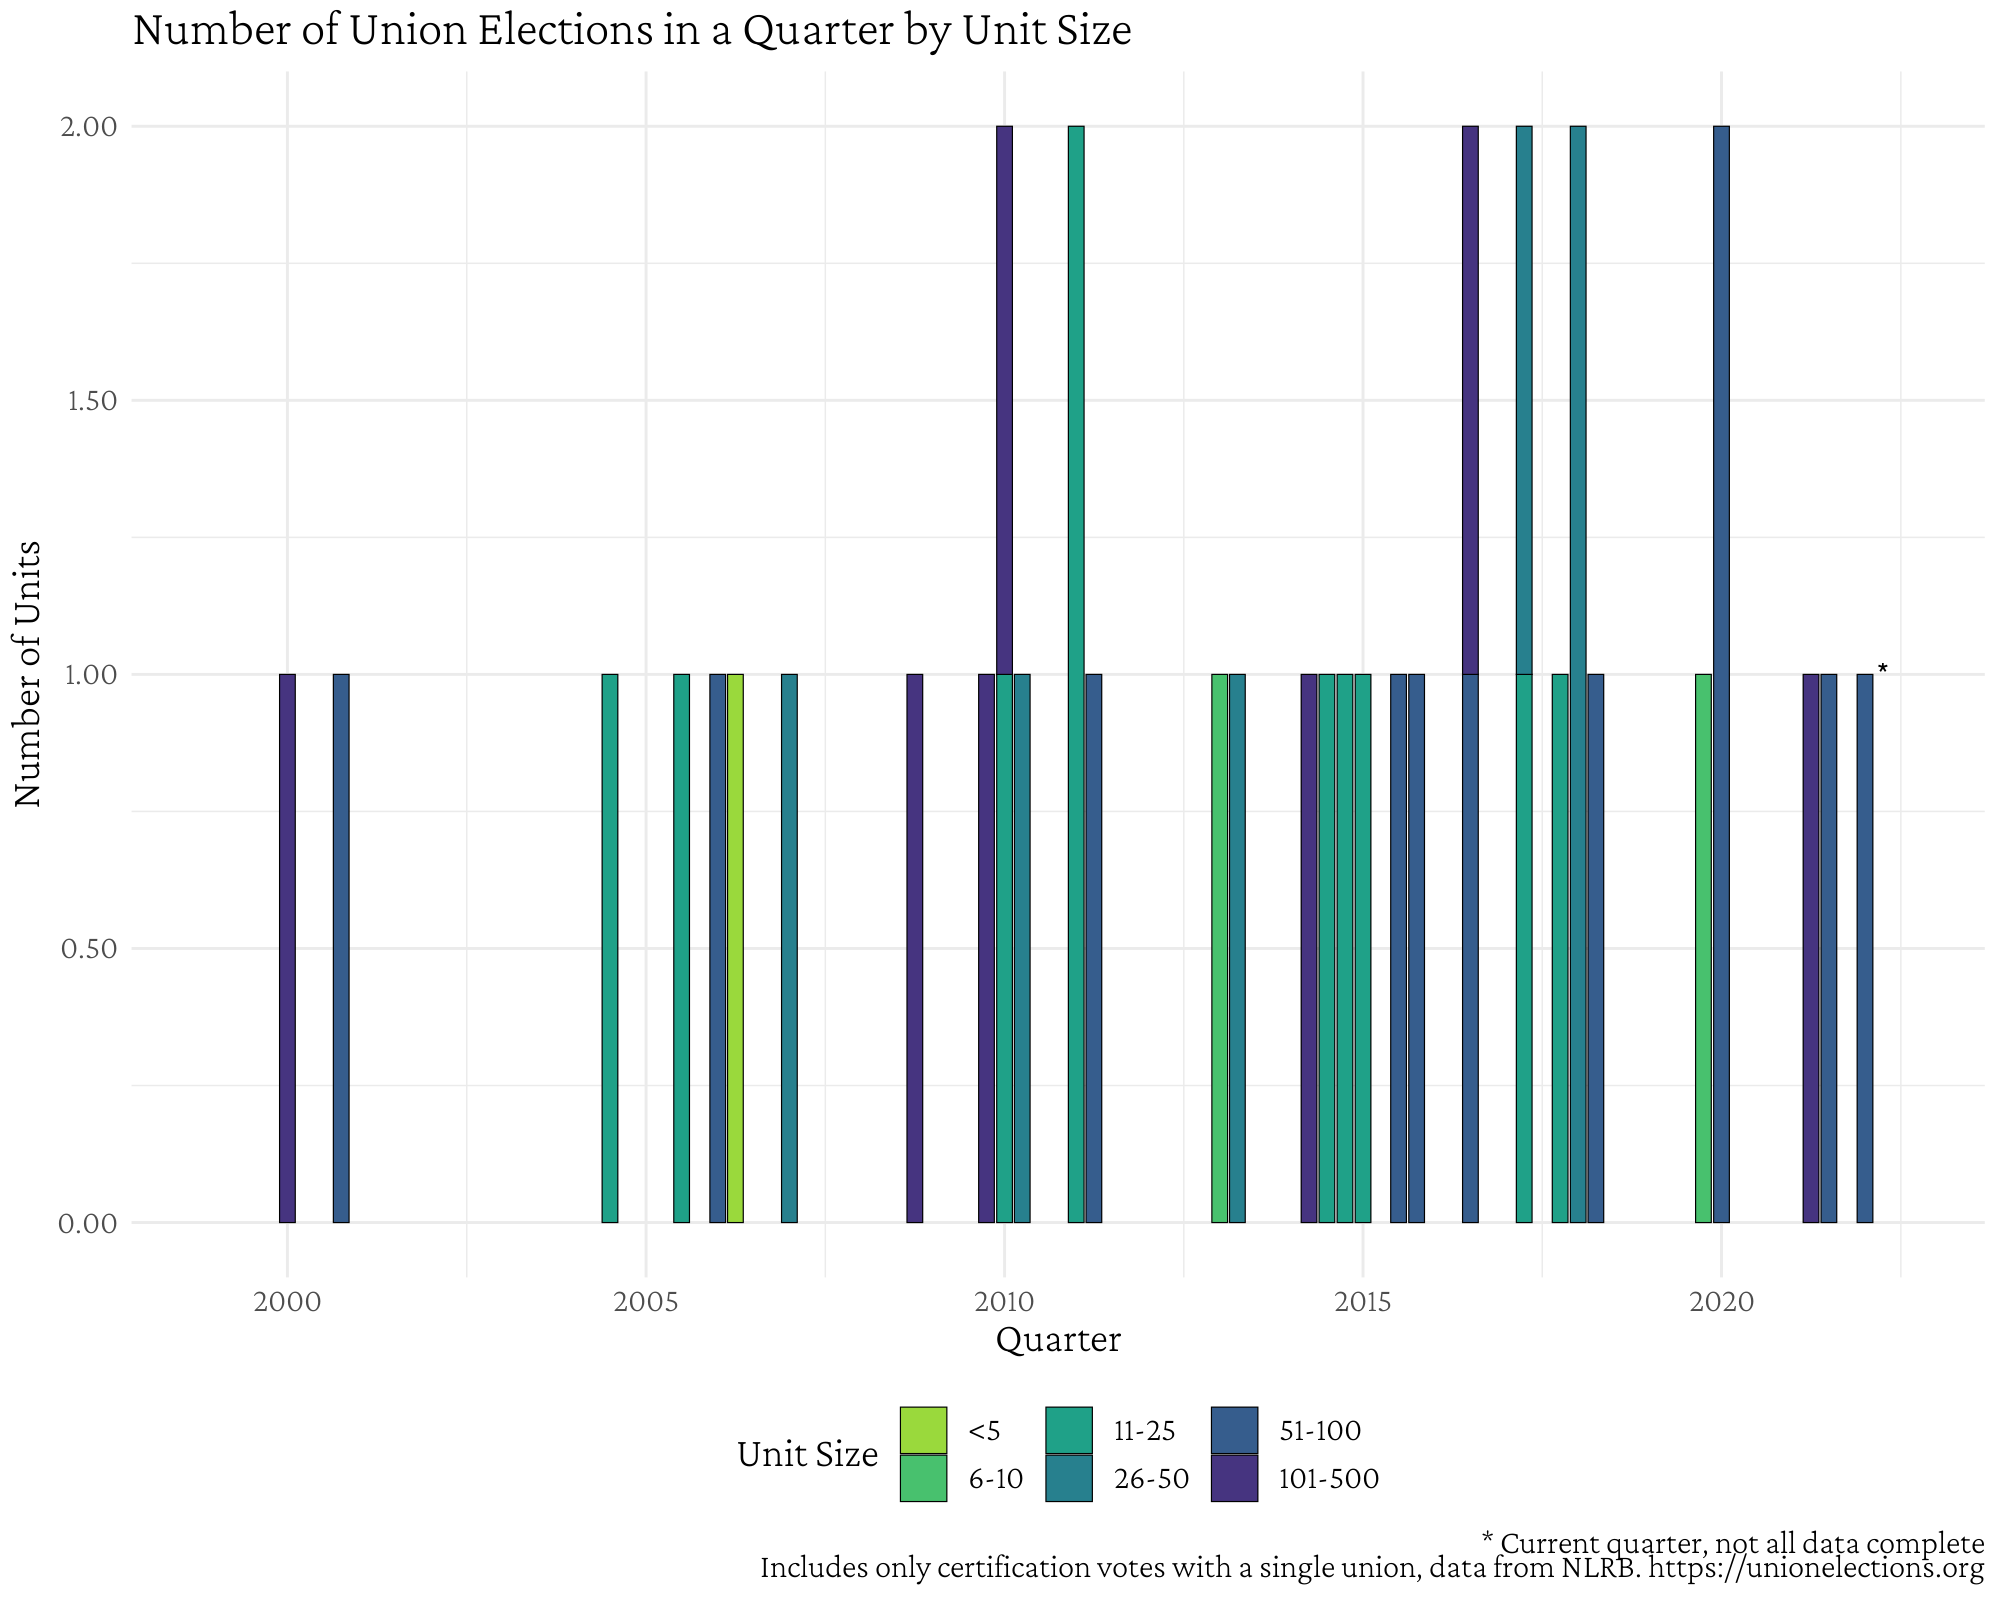 Number of Union Elections in a Quarter by Unit Size
Number of Units
2.00
1.50
1.00
0.50
0.00
*
2000 2005 2010 2015 2020
Quarter
Unit Size
<5 11-25 51-100
6-10 26-50 101-500
* Current quarter, not all data complete
Includes only certification votes with a single union, data from NLRB. https://unionelections.org